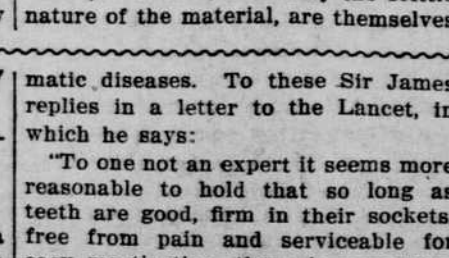 nature of the material, are themselves
matic diseases. To these Sir James
replies in a letter to the Lancet, in
which he says:
"To one not an expert it seems more
reasonable to hold that so long as
teeth are good, firm in their sockets
free from pain and serviceable for